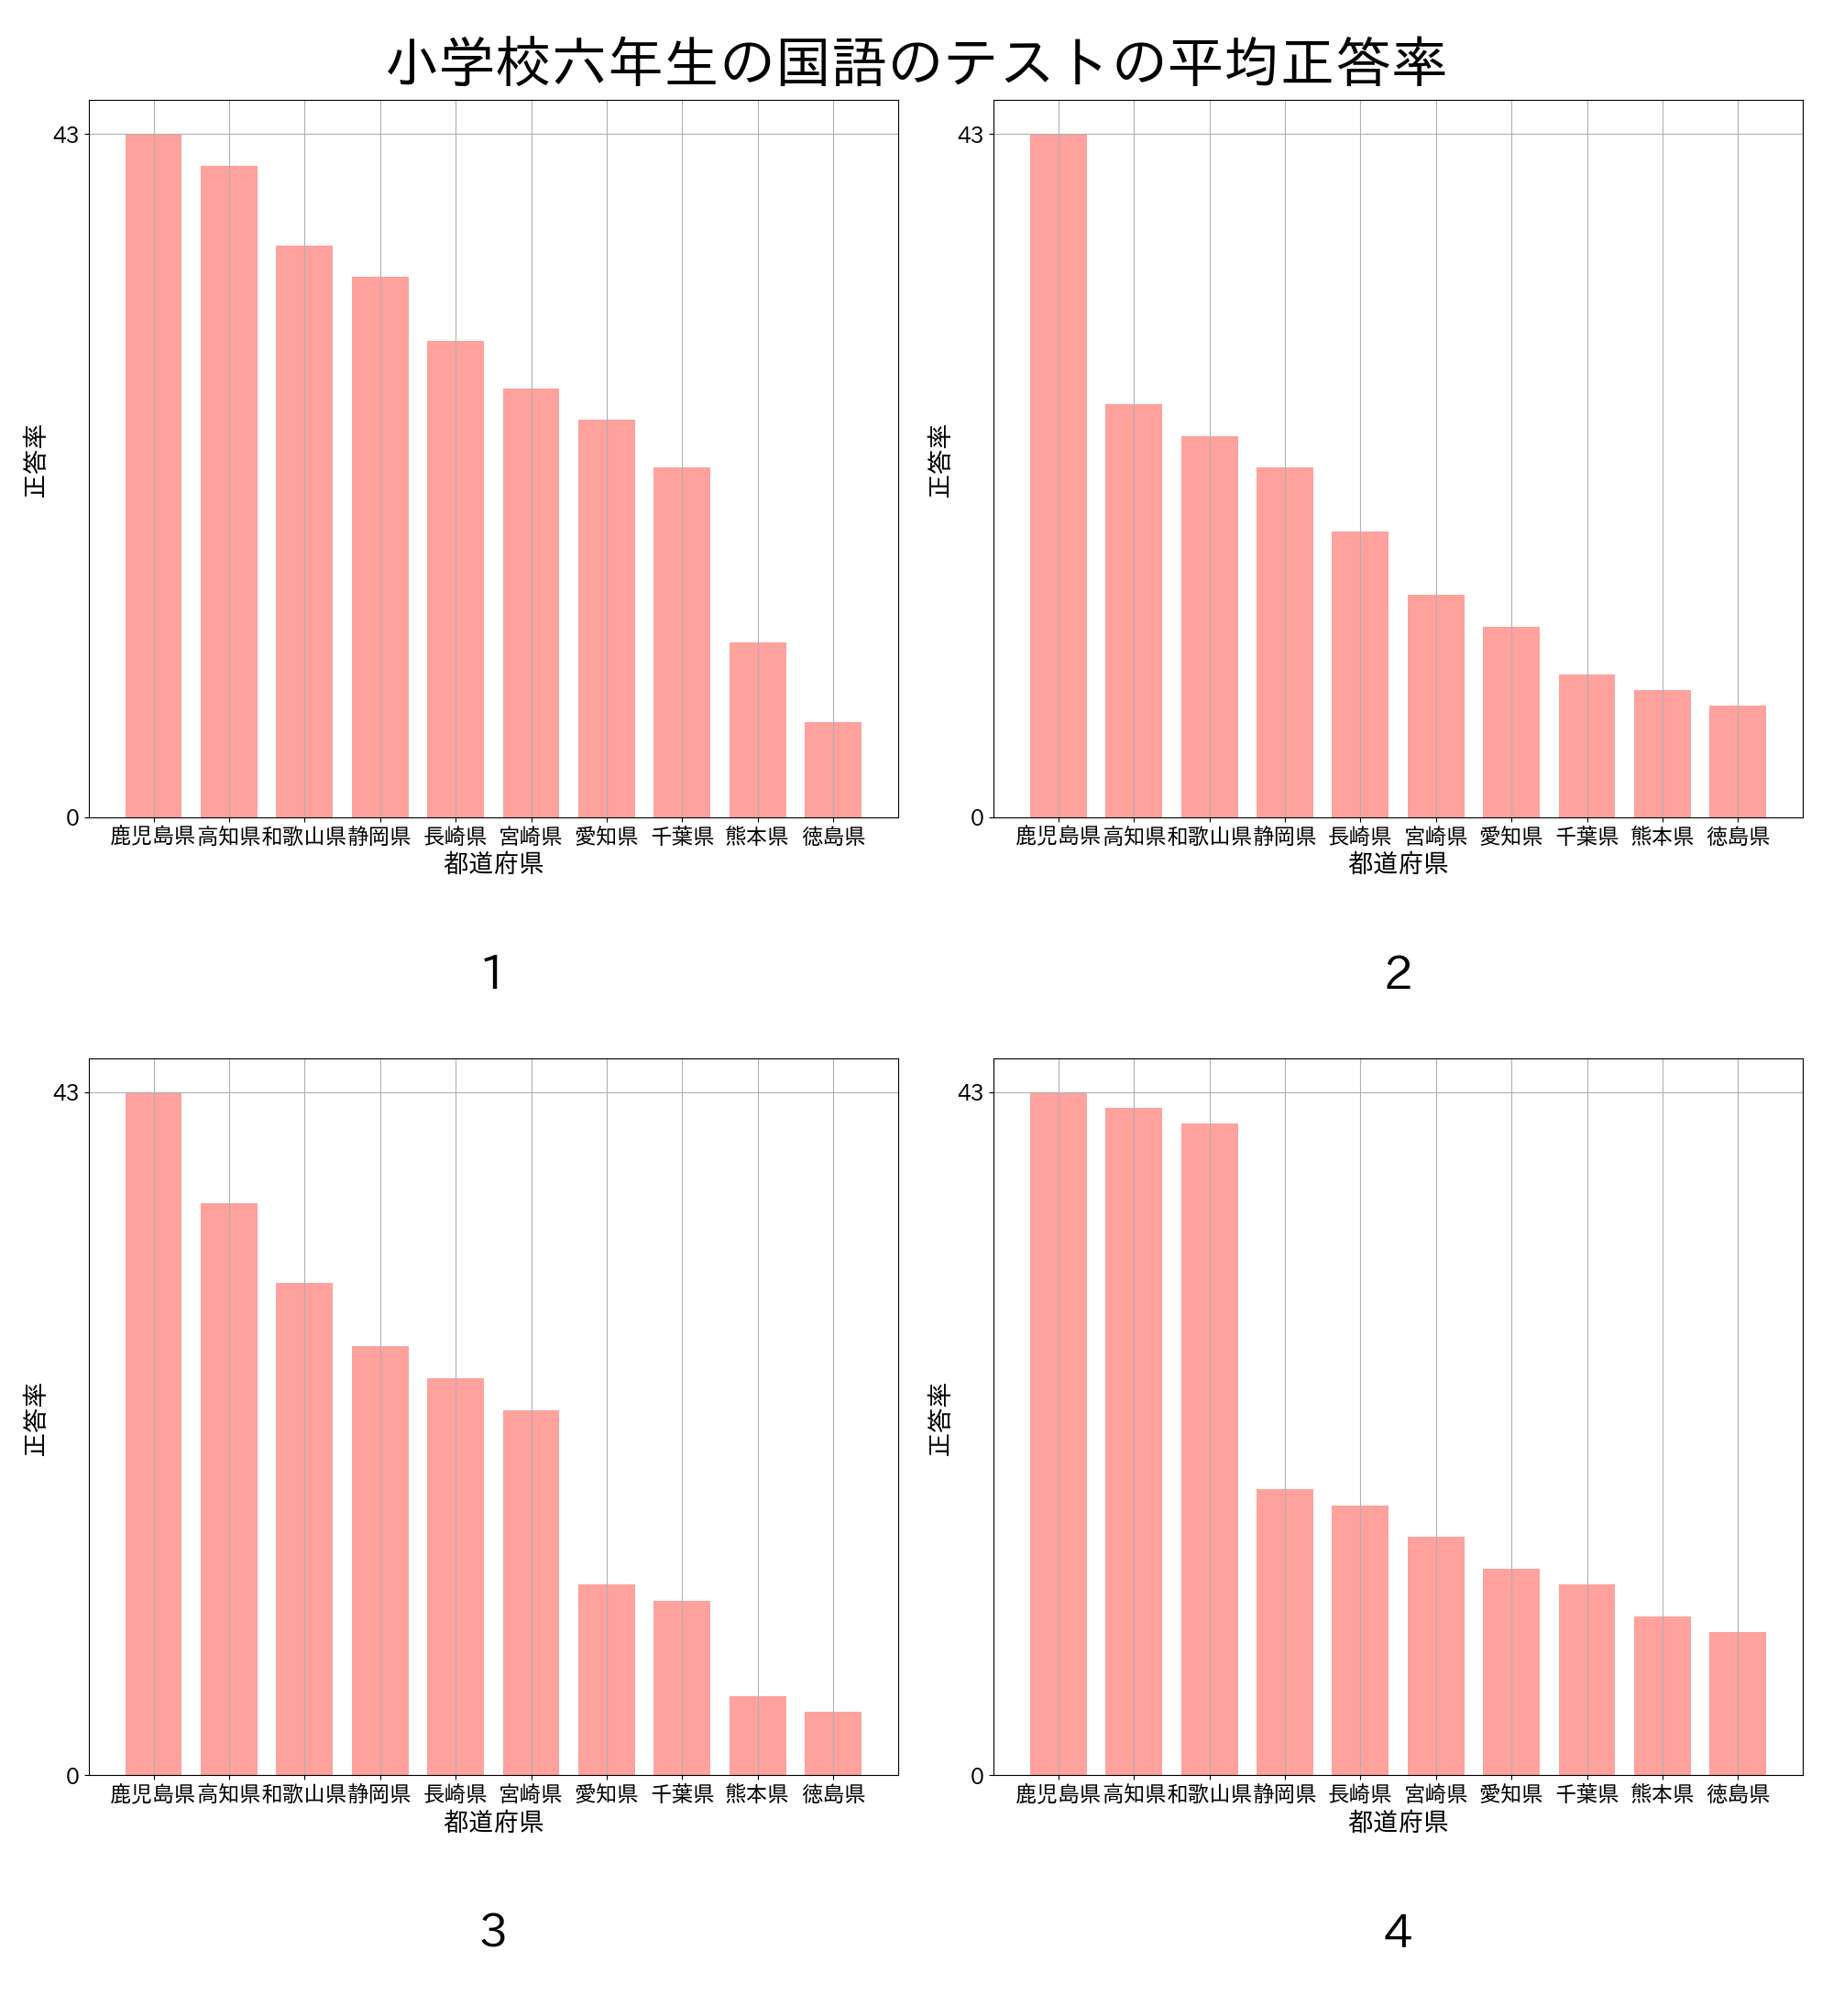 小学校六年生の国語のテストの平均正答率
43
正答率
0
鹿児島県 高知県 和歌山県 静岡県 長崎県 宮崎県 愛知県 千葉県 熊本県 徳島県
都道府県
1
43
正答率
0
鹿児島県 高知県 和歌山県 静岡県 長崎県 宮崎県 愛知県 千葉県 熊本県 徳島県
都道府県
2
43
正答率
0
鹿児島県 高知県 和歌山県 静岡県 長崎県 宮崎県 愛知県 千葉県 熊本県 徳島県
都道府県
3
43
正答率
0
鹿児島県 高知県 和歌山県 静岡県 長崎県 宮崎県 愛知県 千葉県 熊本県 徳島県
都道府県
4